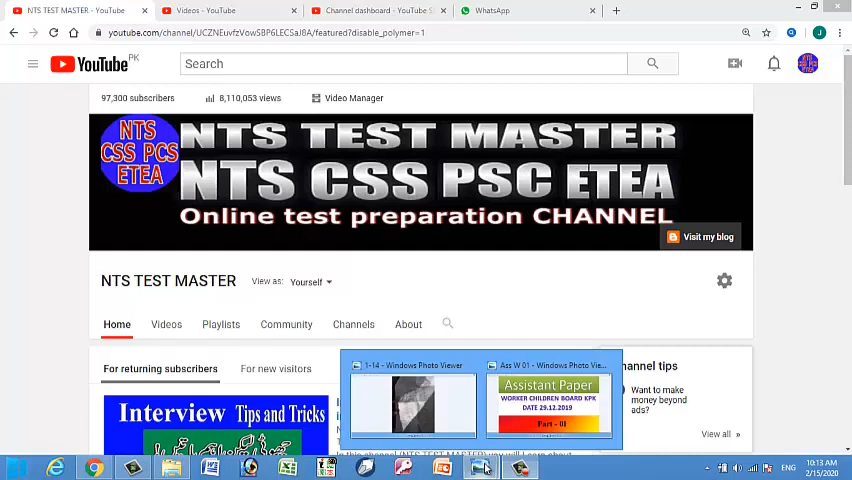 NTS TEST MASTER - YouTube
Videos - YouTube
Channel dashboard - YouTube S
WhatsApp
youtube.com/channel/UCZNEuvfzVowSBP6LECSaJ8A/featured?disable_polymer=1
YouTube PK
Search
97,300 subscribers
8,110,053 views
Video Manager
NTS
CSS PCS
ETEA
NTS TEST MASTER
NTS CSS PSC ETEA
Online test preparation CHANNEL
Visit my blog
NTS TEST MASTER
View as:
Yourself
Home
Videos
Playlists
Community
Channels
About
For returning subscribers
For new visitors
hannel tips
Want to make
money beyond
ads?
View all »
1-14 - Windows Photo Viewer
Ass W 01 - Windows Photo Vie...
Assistant Paper
WORKER CHILDREN BOARD KPK
DATE 29.12.2019
Part - 01
Interview Tips and Tricks
ENG
10:13 AM
2/15/2020